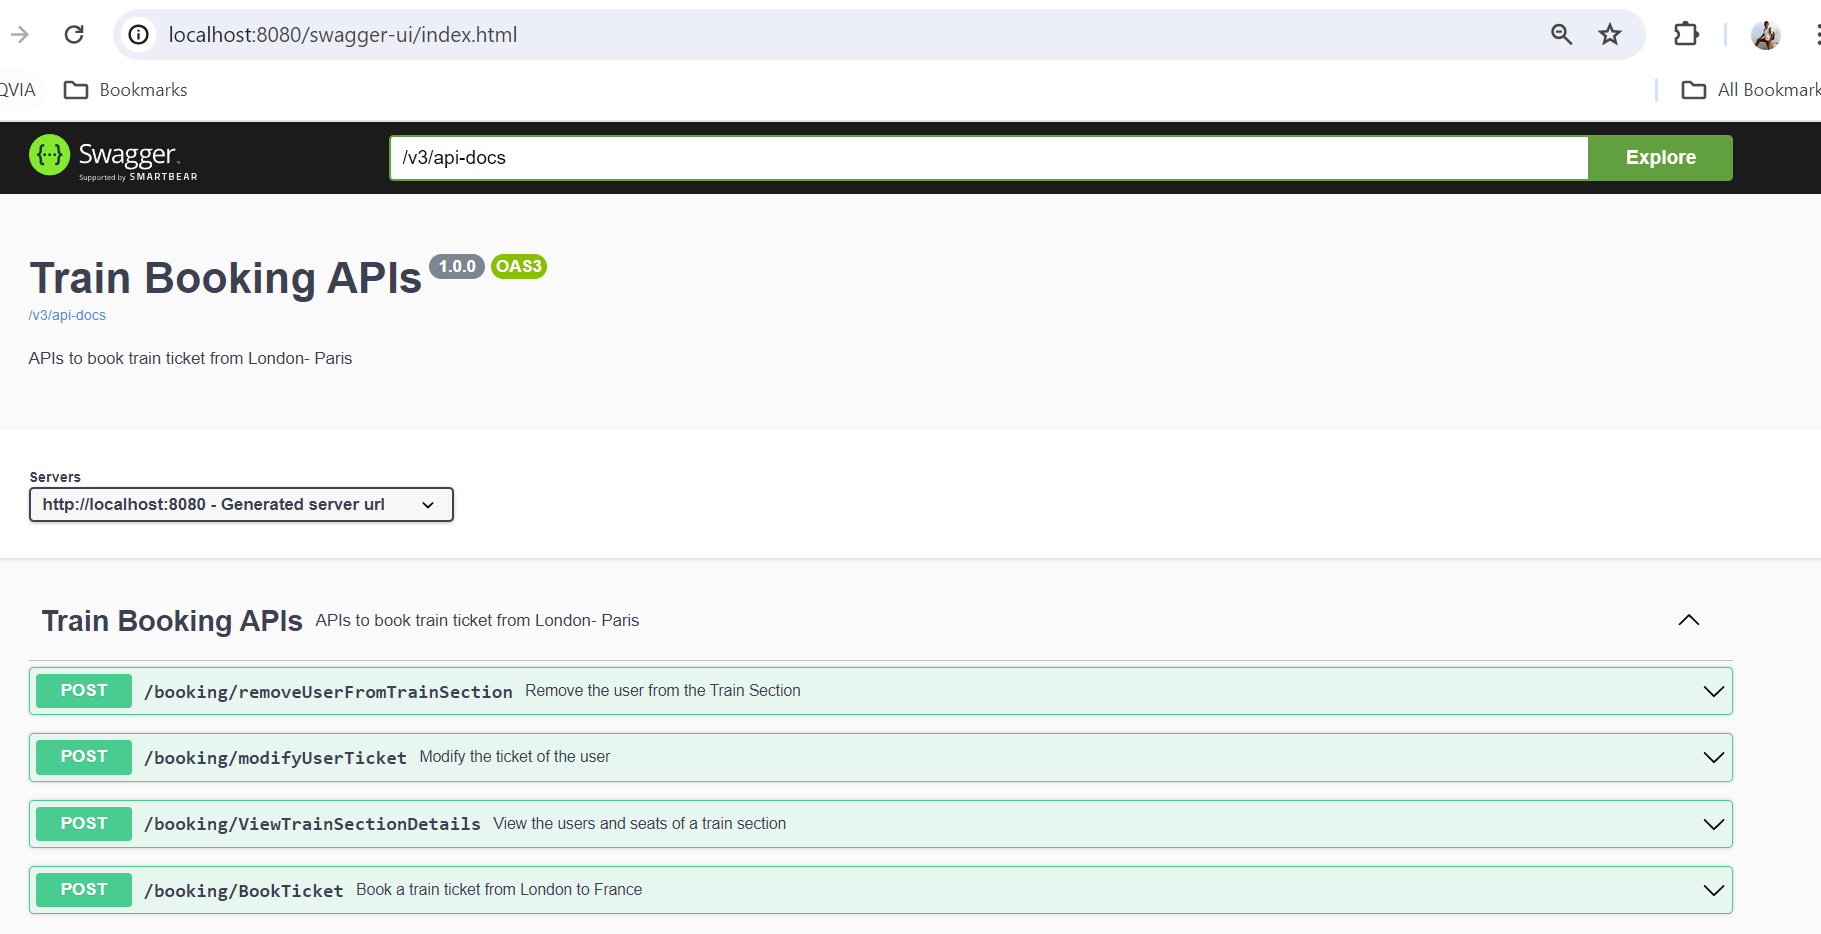 localhost:8080/swagger-ui/index.html
QVIA Bookmarks All Bookmark
Swagger.
Supported by SMARTBEAR
/v3/api-docs Explore
Train Booking APIs 1.0.0 OAS3
/v3/api-docs
APIs to book train ticket from London- Paris
Servers
http://localhost:8080 - Generated server url
Train Booking APIs APIs to book train ticket from London- Paris
POST /booking/removeUserFromTrainSection Remove the user from the Train Section
POST /booking/modifyUserTicket Modify the ticket of the user
POST /booking/ViewTrainSectionDetails View the users and seats of a train section
POST /booking/BookTicket Book a train ticket from London to France